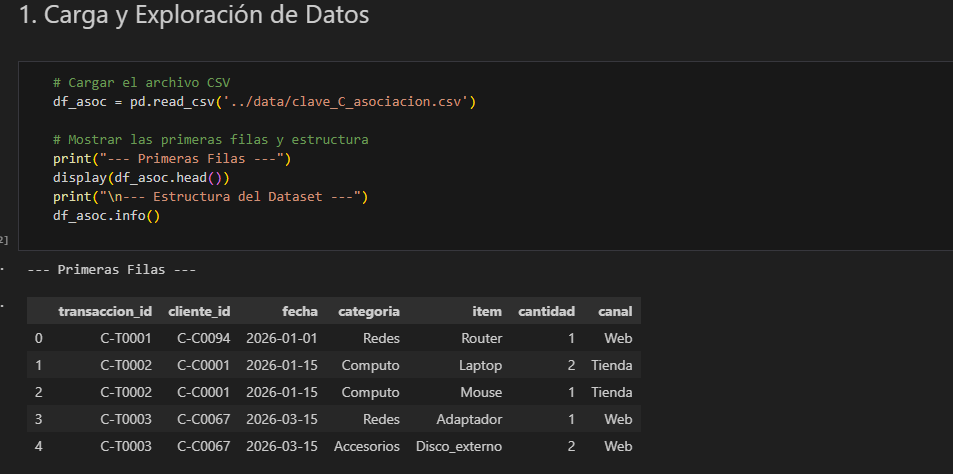 1. Carga y Exploración de Datos
# Cargar el archivo CSV
df_asoc = pd.read_csv('../data/clave_C_asociacion.csv')
# Mostrar las primeras filas y estructura
print("--- Primeras Filas ---")
display(df_asoc.head())
print("\n--- Estructura del Dataset ---")
df_asoc.info()
2]
--- Primeras Filas ---
transaccion_id cliente_id fecha categoria item cantidad canal
0 C-T0001 C-C0094 2026-01-01 Redes Router 1 Web
1 C-T0002 C-C0001 2026-01-15 Computo Laptop 2 Tienda
2 C-T0002 C-C0001 2026-01-15 Computo Mouse 1 Tienda
3 C-T0003 C-C0067 2026-03-15 Redes Adaptador 1 Web
4 C-T0003 C-C0067 2026-03-15 Accesorios Disco_externo 2 Web